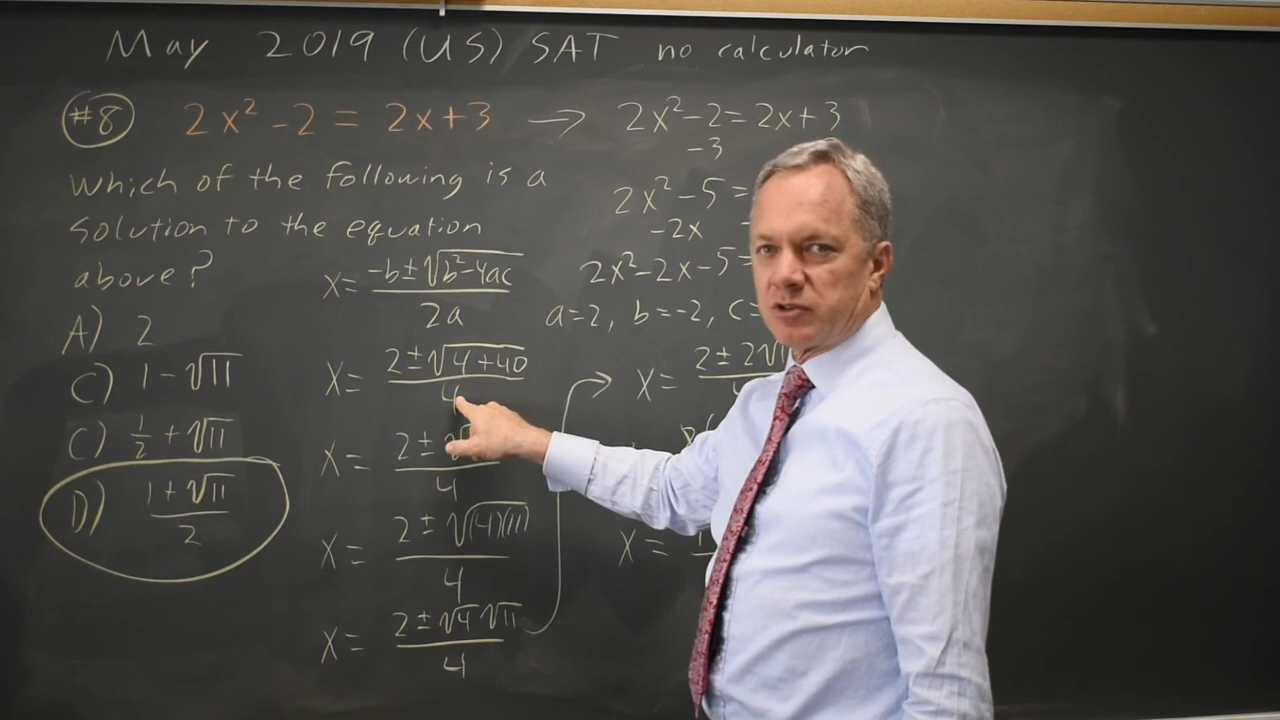 May 2019 (US) SAT no calculator
#8 2x² - 2 = 2x + 3 → 2x² - 2 = 2x + 3
-3
Which of the following is a
solution to the equation
above?
A) 2
C) 1 - √11
C) 1/2 + √11
D) (1 + √11)/2
x = (-b ± √(b² - 4ac))/2a
x = (2 ± √(4 + 40))/4
x = (2 ± √
4
x = (2 ± √((4)(11)))/4
x = (2 ± √4 √11)/4
2x² - 5 =
-2x
2x² - 2x - 5 =
a = 2, b = -2, c =
x = 2 ± 2√
x =